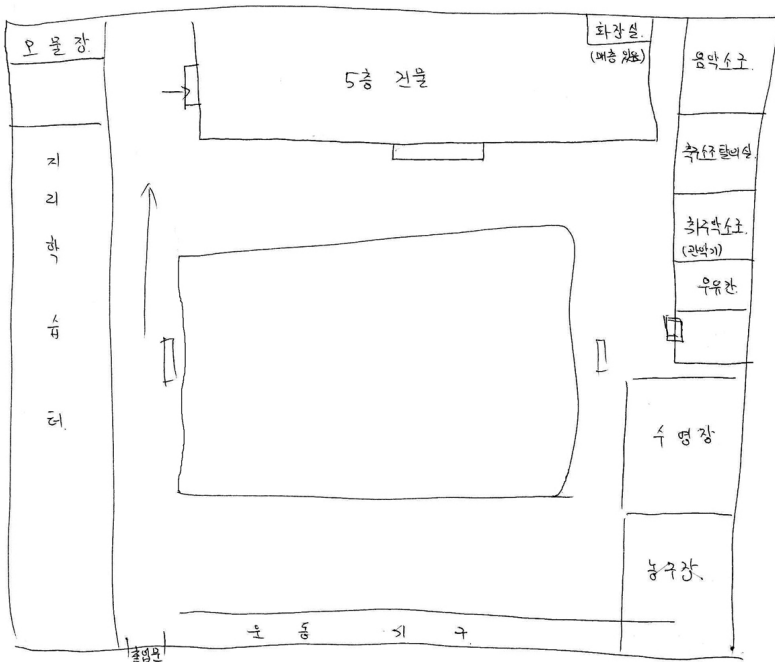 오물장
5층 건물
화장실
(매층 있음)
음악소조
축구소조 탈의실
취주악소조
(관악기)
우유칸
지리학습터
수영장
농구장
운동기구
출입문